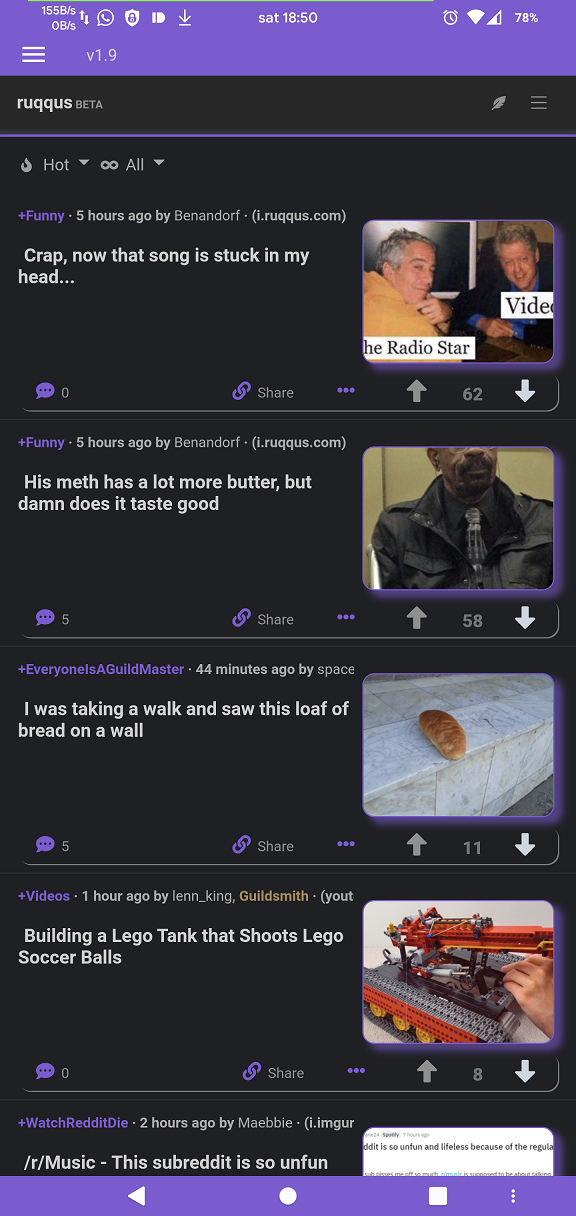 155B/s
0B/s
sat 18:50
78%
v1.9
ruqqus BETA
Hot
All
+Funny · 5 hours ago by Benandorf · (i.ruqqus.com)
Crap, now that song is stuck in my
head...
Video
he Radio Star
0
Share
62
+Funny · 5 hours ago by Benandorf · (i.ruqqus.com)
His meth has a lot more butter, but
damn does it taste good
5
Share
58
+EveryoneIsAGuildMaster · 44 minutes ago by space
I was taking a walk and saw this loaf of
bread on a wall
5
Share
11
+Videos · 1 hour ago by lenn_king, Guildsmith · (yout
Building a Lego Tank that Shoots Lego
Soccer Balls
0
Share
8
+WatchRedditDie · 2 hours ago by Maebbie · (i.imgur
/r/Music - This subreddit is so unfun
Spotify 7 hours ago
ddit is so unfun and lifeless because of the regula
sub pisses me off so much. r/music is supposed to be about talking